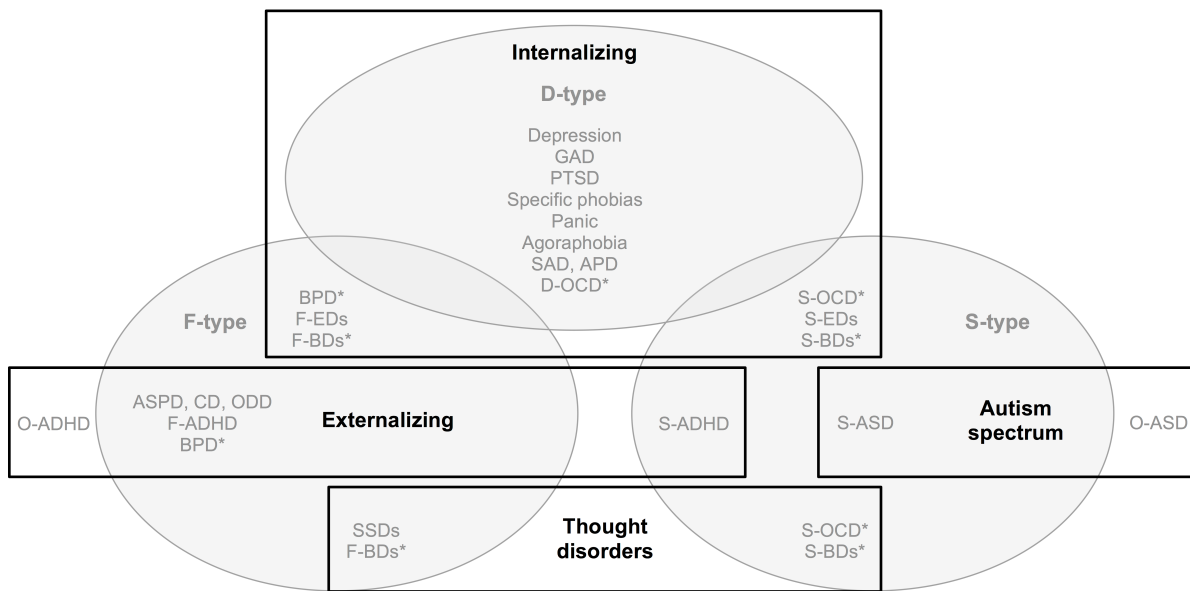 Internalizing
D-type
Depression
GAD
PTSD
Specific phobias
Panic
Agoraphobia
SAD, APD
D-OCD*
BPD*
F-EDs
F-BDs*
F-type
S-OCD*
S-EDs
S-BDs*
S-type
O-ADHD
ASPD, CD, ODD
F-ADHD
BPD*
Externalizing
S-ADHD
S-ASD
Autism
spectrum
O-ASD
SSDs
F-BDs*
Thought
disorders
S-OCD*
S-BDs*